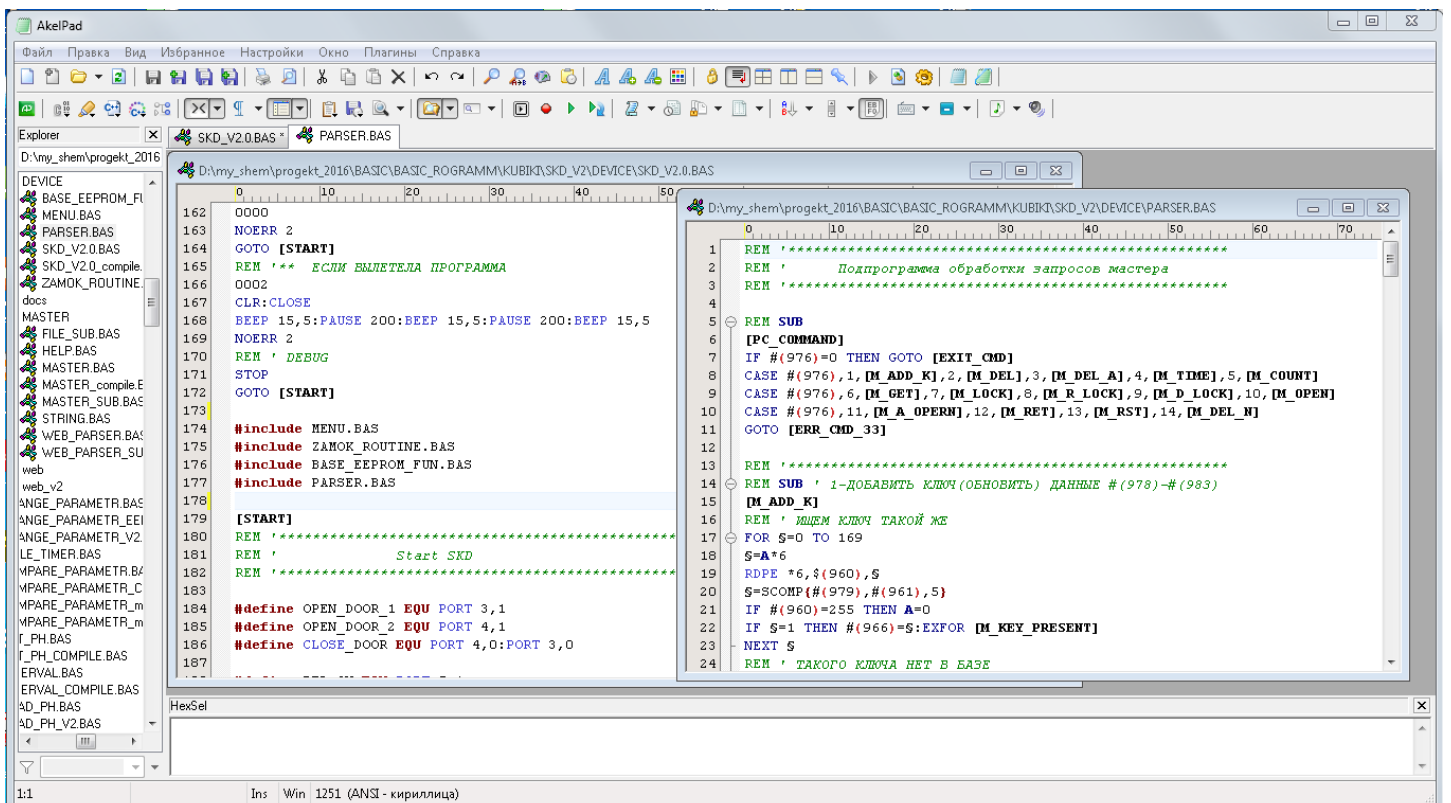 AkelPad
Файл Правка Вид Избранное Настройки Окно Плагины Справка
Explorer
SKD_V2.0.BAS * PARSER.BAS
D:\my_shem\progekt_2016
DEVICE
BASE_EEPROM_FU
MENU.BAS
PARSER.BAS
SKD_V2.0.BAS
SKD_V2.0_compile.
ZAMOK_ROUTINE.
docs
MASTER
FILE_SUB.BAS
HELP.BAS
MASTER.BAS
MASTER_compile.E
MASTER_SUB.BAS
STRING.BAS
WEB_PARSER.BAS
WEB_PARSER_SU
web
web_v2
ANGE_PARAMETR.BAS
ANGE_PARAMETR_EEI
ANGE_PARAMETR_V2.
LE_TIMER.BAS
MPARE_PARAMETR.BA
MPARE_PARAMETR_C
MPARE_PARAMETR_m
MPARE_PARAMETR_m
T_PH.BAS
T_PH_COMPILE.BAS
ERVAL.BAS
ERVAL_COMPILE.BAS
AD_PH.BAS
AD_PH_V2.BAS
D:\my_shem\progekt_2016\BASIC\BASIC_ROGRAMM\KUBIKI\SKD_V2\DEVICE\SKD_V2.0.BAS
0 10 20 30 40 50
162 0000
163 NOERR 2
164 GOTO [START]
165 REM '** ЕСЛИ ВЫЛЕТЕЛА ПРОГРАММА
166 0002
167 CLR:CLOSE
168 BEEP 15,5:PAUSE 200:BEEP 15,5:PAUSE 200:BEEP 15,5
169 NOERR 2
170 REM ' DEBUG
171 STOP
172 GOTO [START]
173
174 #include MENU.BAS
175 #include ZAMOK_ROUTINE.BAS
176 #include BASE_EEPROM_FUN.BAS
177 #include PARSER.BAS
178
179 [START]
180 REM '***********************************************
181 REM ' Start SKD
182 REM '***********************************************
183
184 #define OPEN_DOOR_1 EQU PORT 3,1
185 #define OPEN_DOOR_2 EQU PORT 4,1
186 #define CLOSE_DOOR EQU PORT 4,0:PORT 3,0
187
D:\my_shem\progekt_2016\BASIC\BASIC_ROGRAMM\KUBIKI\SKD_V2\DEVICE\PARSER.BAS
0 10 20 30 40 50 60 70
1 REM '****************************************************
2 REM ' Подпрограмма обработки запросов мастера
3 REM '****************************************************
4
5 REM SUB
6 [PC_COMMAND]
7 IF #(976)=0 THEN GOTO [EXIT_CMD]
8 CASE #(976),1,[M_ADD_K],2,[M_DEL],3,[M_DEL_A],4,[M_TIME],5,[M_COUNT]
9 CASE #(976),6,[M_GET],7,[M_LOCK],8,[M_R_LOCK],9,[M_D_LOCK],10,[M_OPEN]
10 CASE #(976),11,[M_A_OPERN],12,[M_RET],13,[M_RST],14,[M_DEL_N]
11 GOTO [ERR_CMD_33]
12
13 REM '****************************************************
14 REM SUB ' 1-ДОБАВИТЬ КЛЮЧ(ОБНОВИТЬ) ДАННЫЕ #(978)-#(983)
15 [M_ADD_K]
16 REM ' ИЩЕМ КЛЮЧ ТАКОЙ ЖЕ
17 FOR S=0 TO 169
18 S=A*6
19 RDPE *6,$(960),S
20 S=SCOMP{#(979),#(961),5}
21 IF #(960)=255 THEN A=0
22 IF S=1 THEN #(966)=S:EXFOR [M_KEY_PRESENT]
23 NEXT S
24 REM ' ТАКОГО КЛЮЧА НЕТ В БАЗЕ
HexSel
1:1 Ins Win 1251 (ANSI - кириллица)